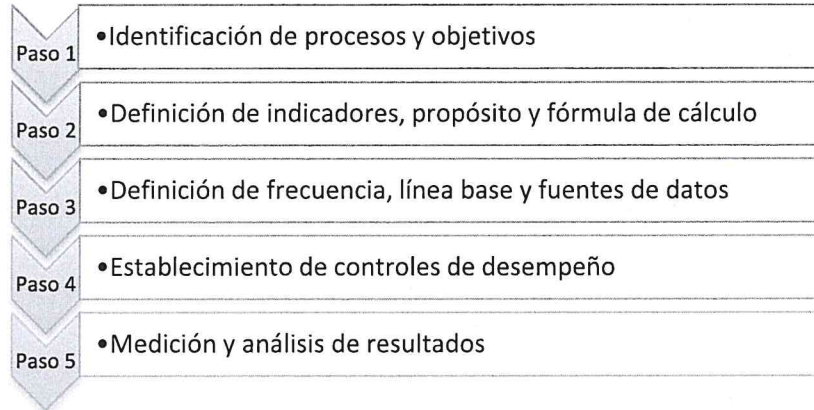 Paso 1
•Identificación de procesos y objetivos
Paso 2
•Definición de indicadores, propósito y fórmula de cálculo
Paso 3
•Definición de frecuencia, línea base y fuentes de datos
Paso 4
•Establecimiento de controles de desempeño
Paso 5
•Medición y análisis de resultados